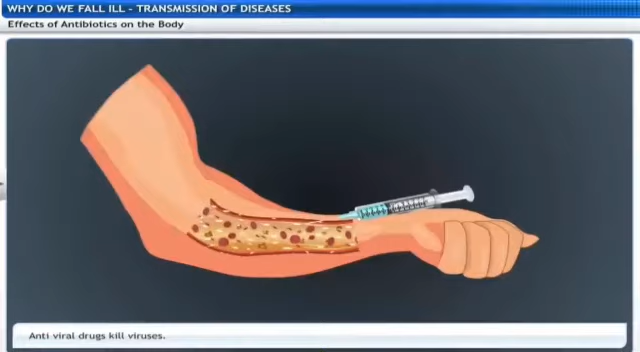 WHY DO WE FALL ILL - TRANSMISSION OF DISEASES
Effects of Antibiotics on the Body
Anti viral drugs kill viruses.